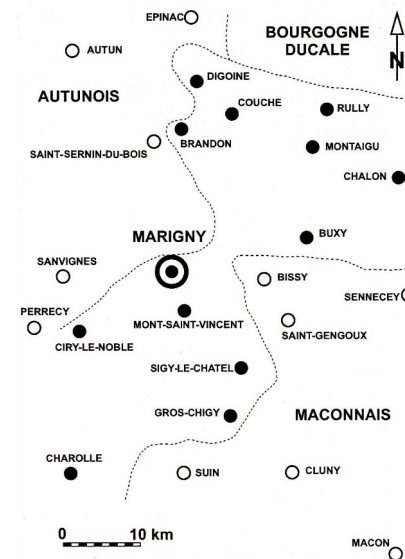 EPINAC
BOURGOGNE
DUCALE
N
AUTUN
DIGOINE
AUTUNOIS
COUCHE
RULLY
BRANDON
SAINT-SERNIN-DU-BOIS
MONTAIGU
CHALON
MARIGNY
BUXY
SANVIGNES
BISSY
SENNECEY
PERRECY
MONT-SAINT-VINCENT
SAINT-GENGOUX
CIRY-LE-NOBLE
SIGY-LE-CHATEL
GROS-CHIGY
MACONNAIS
CHAROLLE
SUIN
CLUNY
0 10 km
MACON